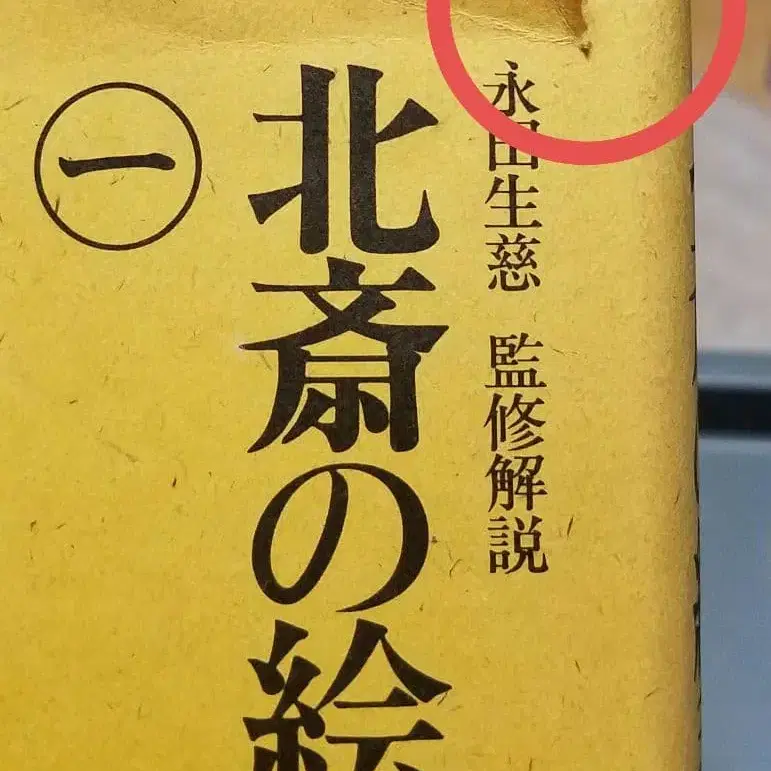 永田生慈 監修解説
北斎の絵
一